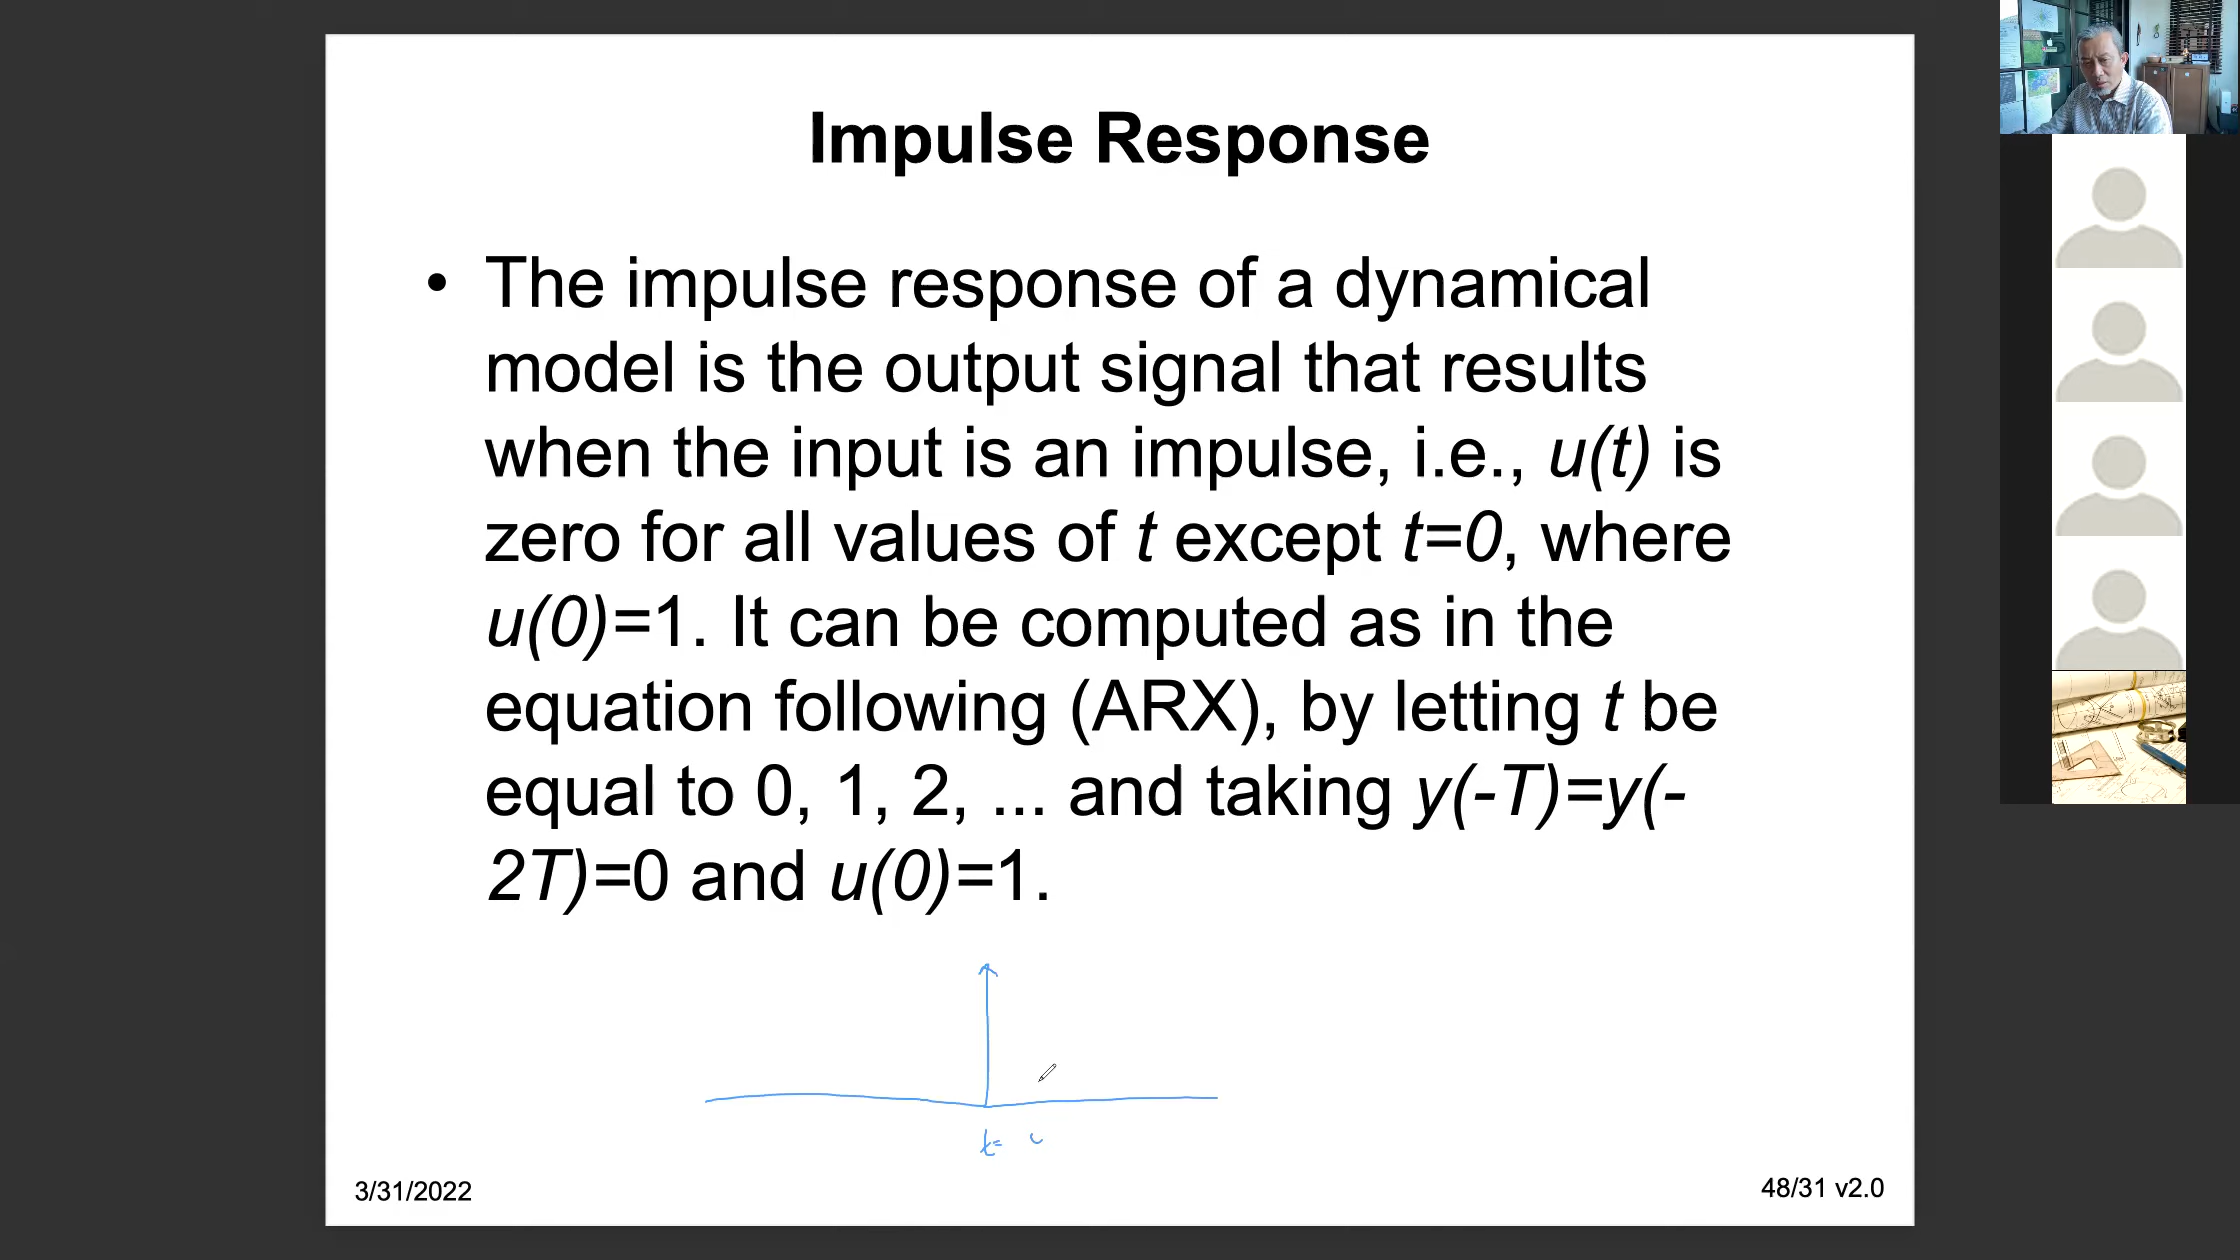 Impulse Response
• The impulse response of a dynamical
model is the output signal that results
when the input is an impulse, i.e., u(t) is
zero for all values of t except t=0, where
u(0)=1. It can be computed as in the
equation following (ARX), by letting t be
equal to 0, 1, 2, ... and taking y(-T)=y(-
2T)=0 and u(0)=1.
t=
3/31/2022
48/31 v2.0